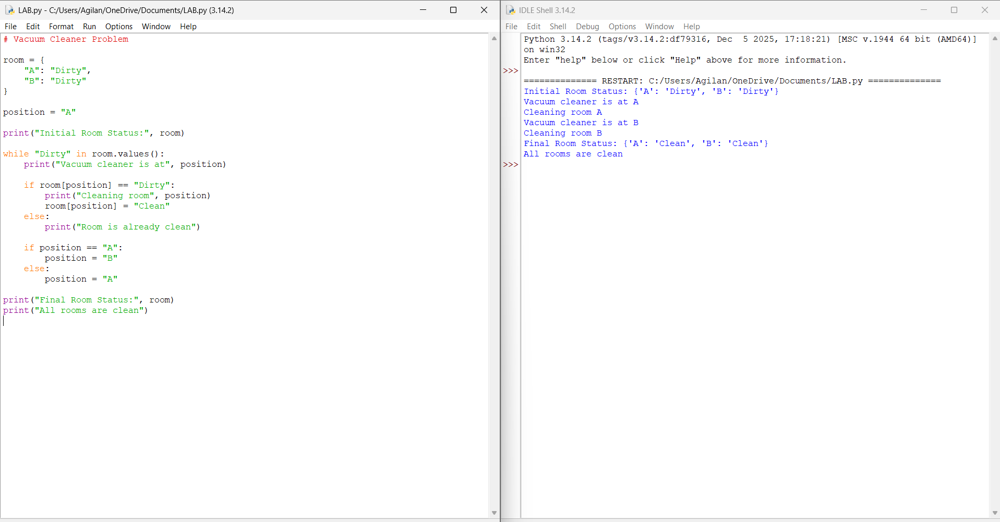 LAB.py - C:/Users/Agilan/OneDrive/Documents/LAB.py (3.14.2)
File Edit Format Run Options Window Help
# Vacuum Cleaner Problem

room = {
    "A": "Dirty",
    "B": "Dirty"
}

position = "A"

print("Initial Room Status:", room)

while "Dirty" in room.values():
    print("Vacuum cleaner is at", position)

    if room[position] == "Dirty":
        print("Cleaning room", position)
        room[position] = "Clean"
    else:
        print("Room is already clean")

    if position == "A":
        position = "B"
    else:
        position = "A"

print("Final Room Status:", room)
print("All rooms are clean")
IDLE Shell 3.14.2
File Edit Shell Debug Options Window Help
Python 3.14.2 (tags/v3.14.2:df79316, Dec  5 2025, 17:18:21) [MSC v.1944 64 bit (AMD64)]
on win32
Enter "help" below or click "Help" above for more information.
>>>
============== RESTART: C:/Users/Agilan/OneDrive/Documents/LAB.py ==============
Initial Room Status: {'A': 'Dirty', 'B': 'Dirty'}
Vacuum cleaner is at A
Cleaning room A
Vacuum cleaner is at B
Cleaning room B
Final Room Status: {'A': 'Clean', 'B': 'Clean'}
All rooms are clean
>>>